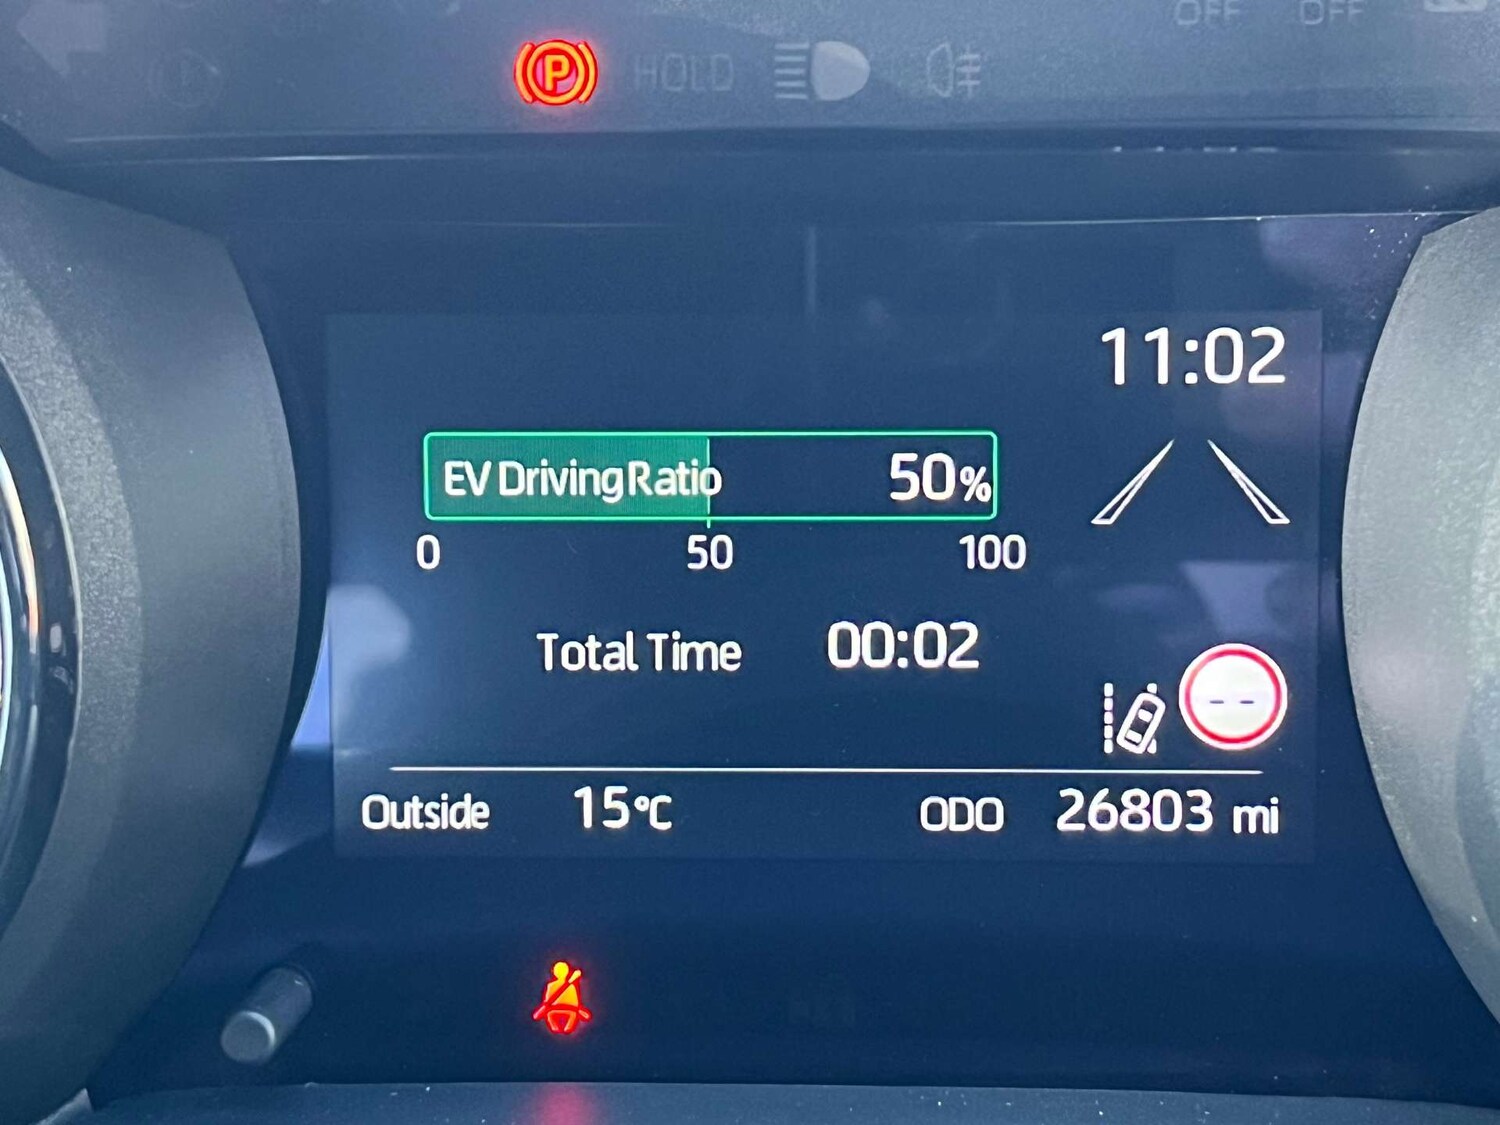 OFF OFF
P HOLD
11:02
EV Driving Ratio 50%
0 50 100
Total Time 00:02
--
Outside 15°C ODO 26803 mi